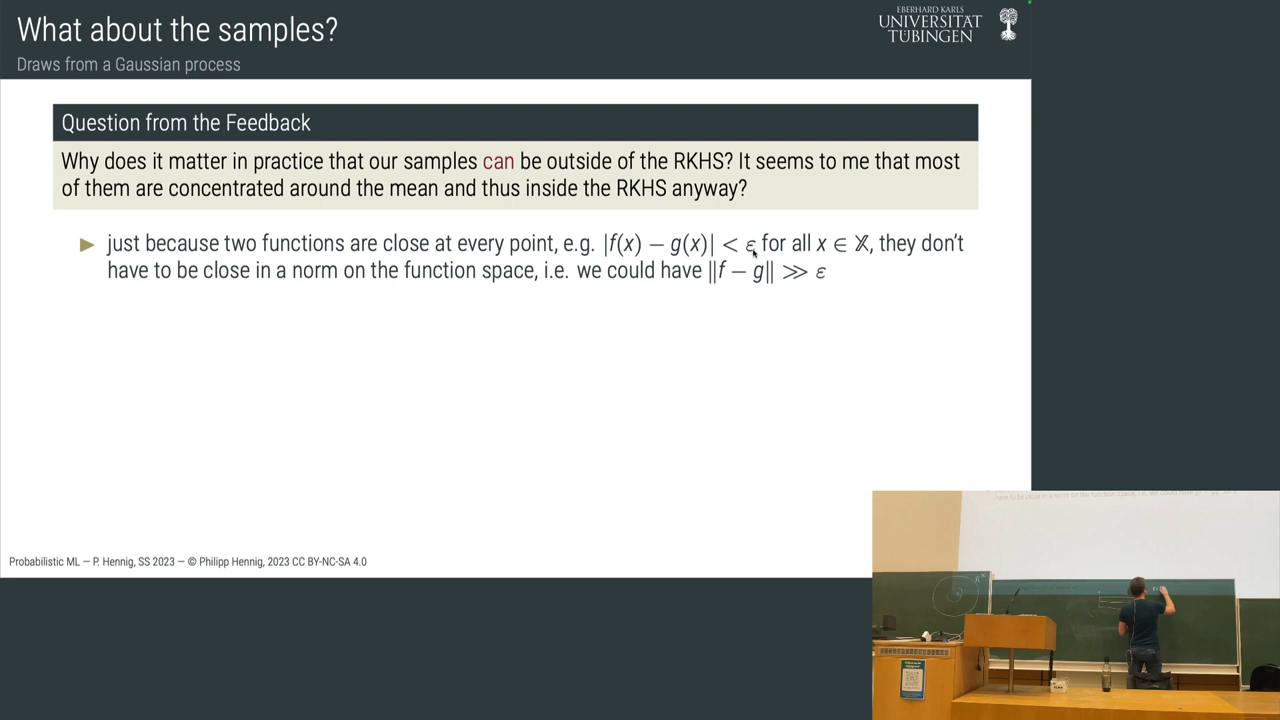 What about the samples?
Draws from a Gaussian process
EBERHARD KARLS
UNIVERSITÄT
TÜBINGEN
Question from the Feedback
Why does it matter in practice that our samples can be outside of the RKHS? It seems to me that most
of them are concentrated around the mean and thus inside the RKHS anyway?
▶ just because two functions are close at every point, e.g. |f(x) − g(x)| < ε for all x ∈ 𝕏, they don't
have to be close in a norm on the function space, i.e. we could have ‖f − g‖ ≫ ε
Probabilistic ML — P. Hennig, SS 2023 — © Philipp Hennig, 2023 CC BY-NC-SA 4.0